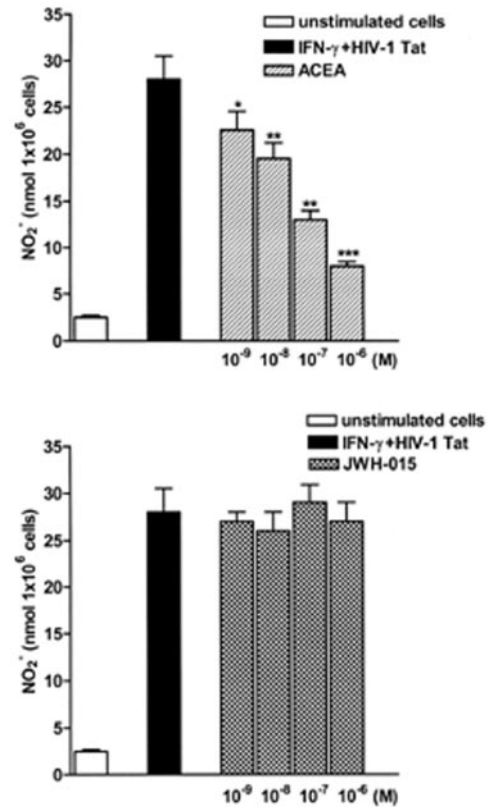 unstimulated cells
IFN-γ+HIV-1 Tat
ACEA
NO₂⁻ (nmol 1x10⁶ cells)
35
30
25
20
15
10
5
0
*
**
**
***
10⁻⁹ 10⁻⁸ 10⁻⁷ 10⁻⁶ (M)
unstimulated cells
IFN-γ+HIV-1 Tat
JWH-015
NO₂⁻ (nmol 1x10⁶ cells)
35
30
25
20
15
10
5
0
10⁻⁹ 10⁻⁸ 10⁻⁷ 10⁻⁶ (M)